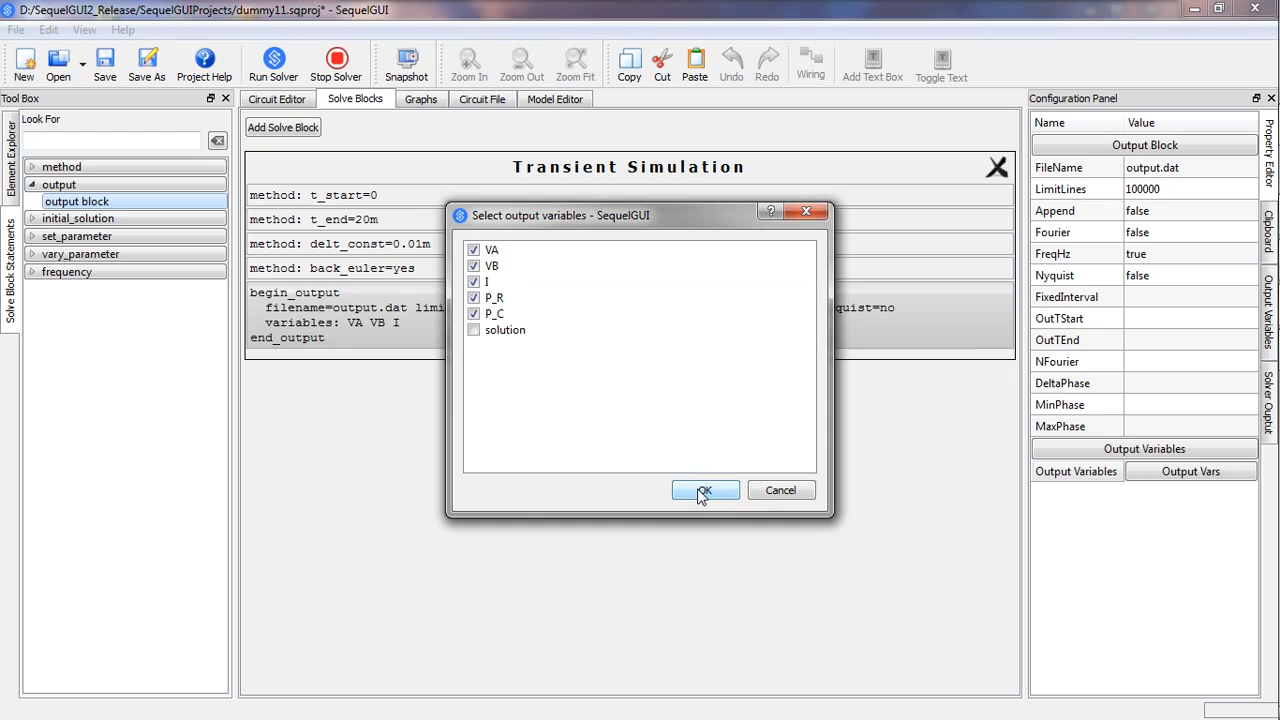 D:/SequelGUI2_Release/SequelGUIProjects/dummy11.sqproj* - SequelGUI
File Edit View Help
New Open Save Save As Project Help Run Solver Stop Solver Snapshot Zoom In Zoom Out Zoom Fit Copy Cut Paste Undo Redo Wiring Add Text Box Toggle Text
Tool Box
Look For
Element Explorer
Solve Block Statements
method
output
output block
initial_solution
set_parameter
vary_parameter
frequency
Circuit Editor Solve Blocks Graphs Circuit File Model Editor
Add Solve Block
Transient Simulation
method: t_start=0
method: t_end=20m
method: delt_const=0.01m
method: back_euler=yes
begin_output
filename=output.dat limi quist=no
variables: VA VB I
end_output
Select output variables - SequelGUI
VA
VB
I
P_R
P_C
solution
OK Cancel
Configuration Panel
Name Value
Output Block
FileName output.dat
LimitLines 100000
Append false
Fourier false
FreqHz true
Nyquist false
FixedInterval
OutTStart
OutTEnd
NFourier
DeltaPhase
MinPhase
MaxPhase
Output Variables
Output Variables Output Vars
Property Editor
Clipboard
Output Variables
Solver Ouptut